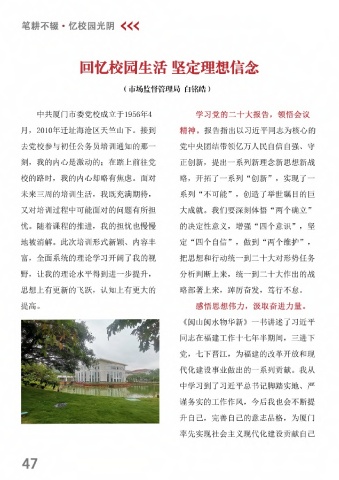 笔耕不辍·忆校园光阴
回忆校园生活 坚定理想信念
（市场监督管理局 白铭皓）
中共厦门市委党校成立于1956年4
月，2010年迁址海沧区天竺山下。接到
去党校参与初任公务员培训通知的那一
刻，我的内心是激动的；在踏上前往党
校的路时，我的内心却略有焦虑。面对
未来三周的培训生活，我既充满期待，
又对培训过程中可能面对的问题有所担
忧。随着课程的推进，我的担忧也慢慢
地被消解。此次培训形式新颖、内容丰
富，全面系统的理论学习开阔了我的视
野，让我的理论水平得到进一步提升，
思想上有更新的飞跃，认知上有更大的
提高。
学习党的二十大报告，领悟会议
精神。报告指出以习近平同志为核心的
党中央团结带领亿万人民自信自强、守
正创新，提出一系列新理念新思想新战
略，开拓了一系列“创新”，实现了一
系列“不可能”，创造了举世瞩目的巨
大成就。我们要深刻体悟“两个确立”
的决定性意义，增强“四个意识”，坚
定“四个自信”，做到“两个维护”，
把思想和行动统一到二十大对形势任务
分析判断上来，统一到二十大作出的战
略部署上来，踔厉奋发，笃行不怠。
感悟思想伟力，汲取奋进力量。
《闽山闽水物华新》一书讲述了习近平
同志在福建工作十七年半期间，三进下
党、七下晋江，为福建的改革开放和现
代化建设事业做出的一系列贡献。我从
中学习到了习近平总书记脚踏实地、严
谨务实的工作作风，今后我也会不断提
升自己，完善自己的意志品格，为厦门
率先实现社会主义现代化建设贡献自己
47